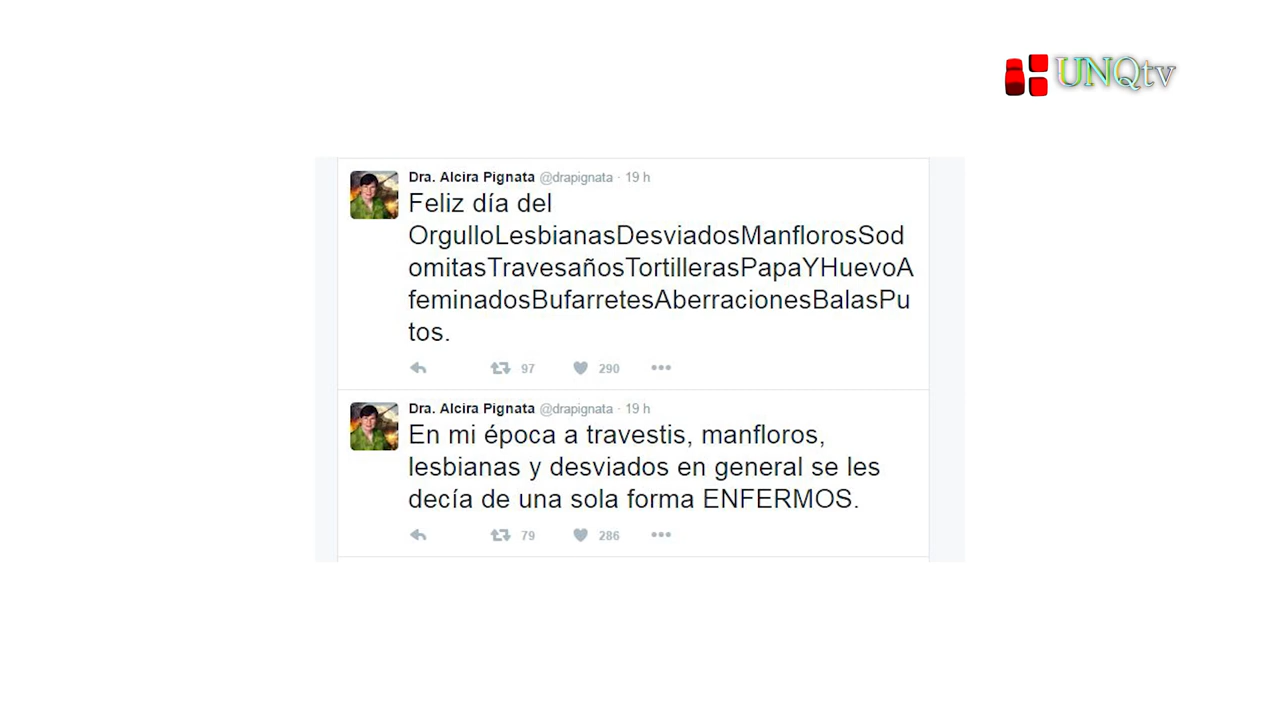 UNQtv
Dra. Alcira Pignata @drapignata · 19 h
Feliz día del
OrgulloLesbianasDesviadosManflorosSod
omitasTravesañosTortillerasPapaYHuevoA
feminadosBufarretesAberracionesBalasPu
tos.
97 290
Dra. Alcira Pignata @drapignata · 19 h
En mi época a travestis, manfloros,
lesbianas y desviados en general se les
decía de una sola forma ENFERMOS.
79 286